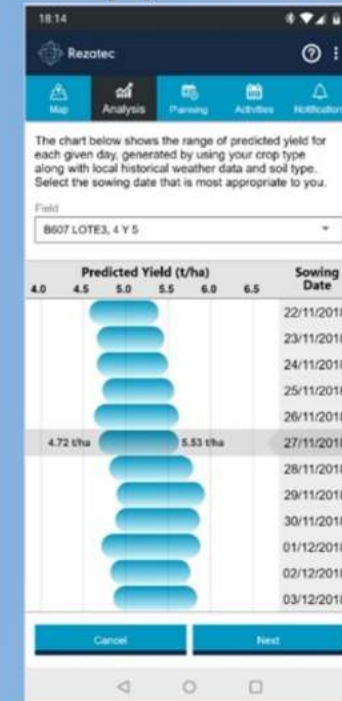 18:14
Rezatec
Map Analysis Planning Activities Notification
The chart below shows the range of predicted yield for
each given day, generated by using your crop type
along with local historical weather data and soil type.
Select the sowing date that is most appropriate to you.
Field
B607 LOTE3, 4 Y 5
Predicted Yield (t/ha) Sowing
Date
4.0 4.5 5.0 5.5 6.0 6.5
22/11/2018
23/11/2018
24/11/2018
25/11/2018
26/11/2018
4.72 t/ha 5.53 t/ha 27/11/2018
28/11/2018
29/11/2018
30/11/2018
01/12/2018
02/12/2018
03/12/2018
Cancel Next